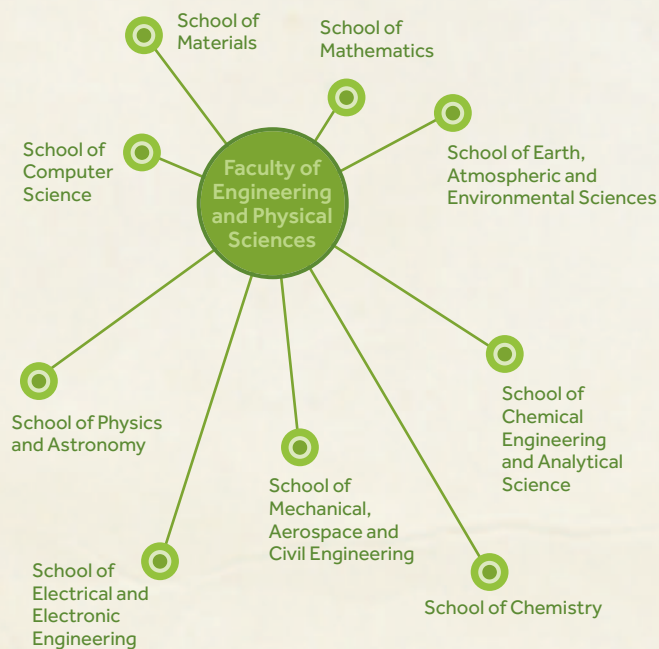 School of
Materials
School of
Mathematics
School of
Computer
Science
Faculty of
Engineering
and Physical
Sciences
School of Earth,
Atmospheric and
Environmental Sciences
School of Physics
and Astronomy
School of
Chemical
Engineering
and Analytical
Science
School of
Mechanical,
Aerospace and
Civil Engineering
School of
Electrical and
Electronic
Engineering
School of Chemistry